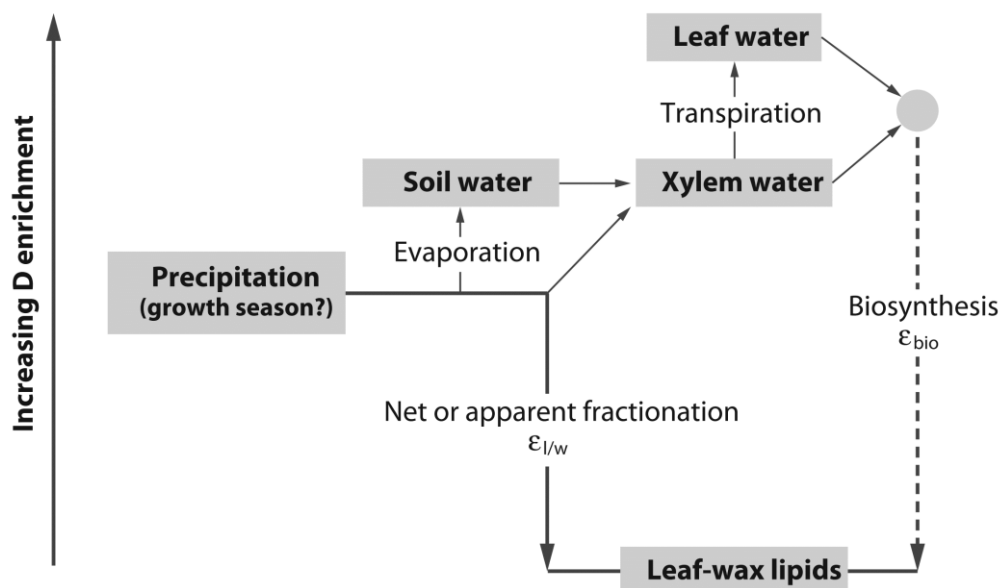 Increasing D enrichment
Leaf water
Transpiration
Soil water
Xylem water
Evaporation
Precipitation
(growth season?)
Biosynthesis
εbio
Net or apparent fractionation
εl/w
Leaf-wax lipids